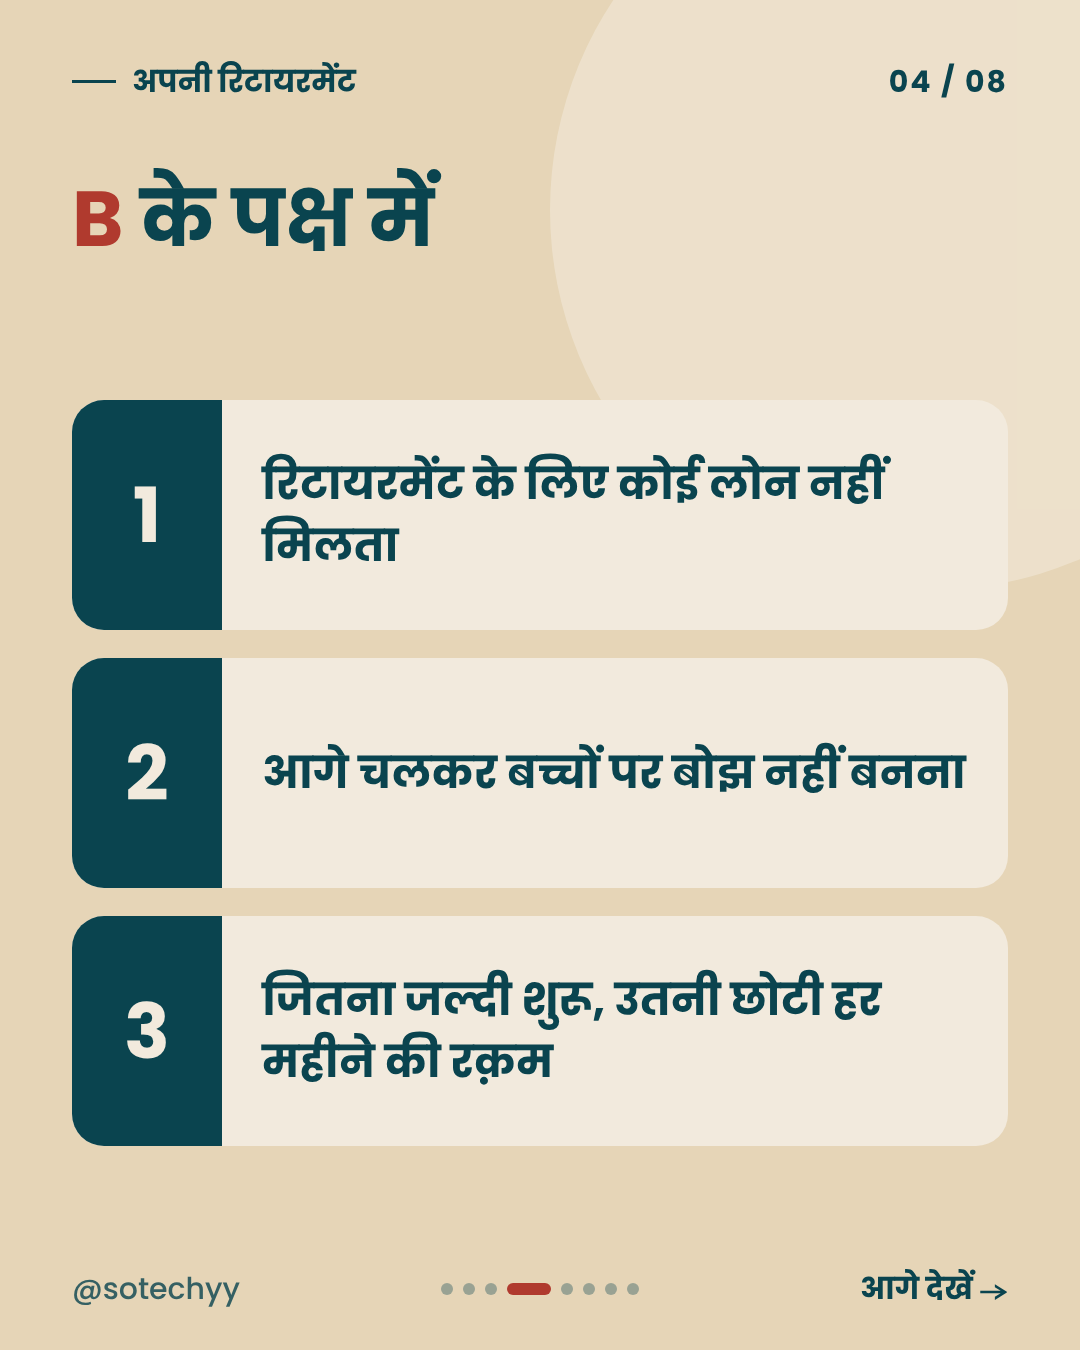 अपनी रिटायरमेंट
04 / 08
B के पक्ष में
1
रिटायरमेंट के लिए कोई लोन नहीं
मिलता
2
आगे चलकर बच्चों पर बोझ नहीं बनना
3
जितना जल्दी शुरू, उतनी छोटी हर
महीने की रक़म
@sotechyy
आगे देखें →